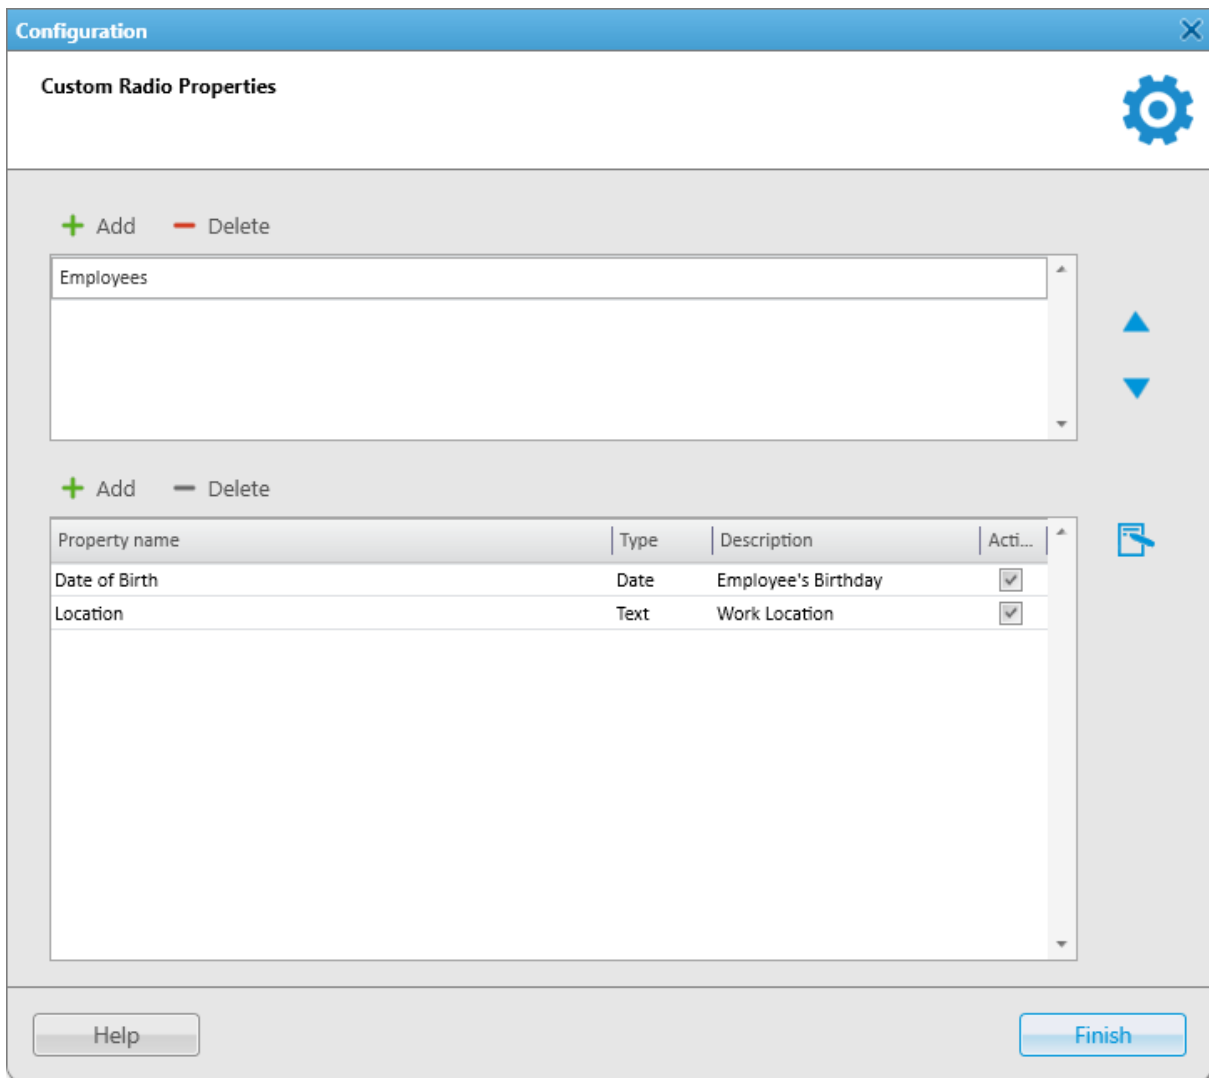 Configuration
Custom Radio Properties
Add Delete
Employees
Add Delete
Property name Type Description Acti...
Date of Birth Date Employee's Birthday
Location Text Work Location
Help Finish